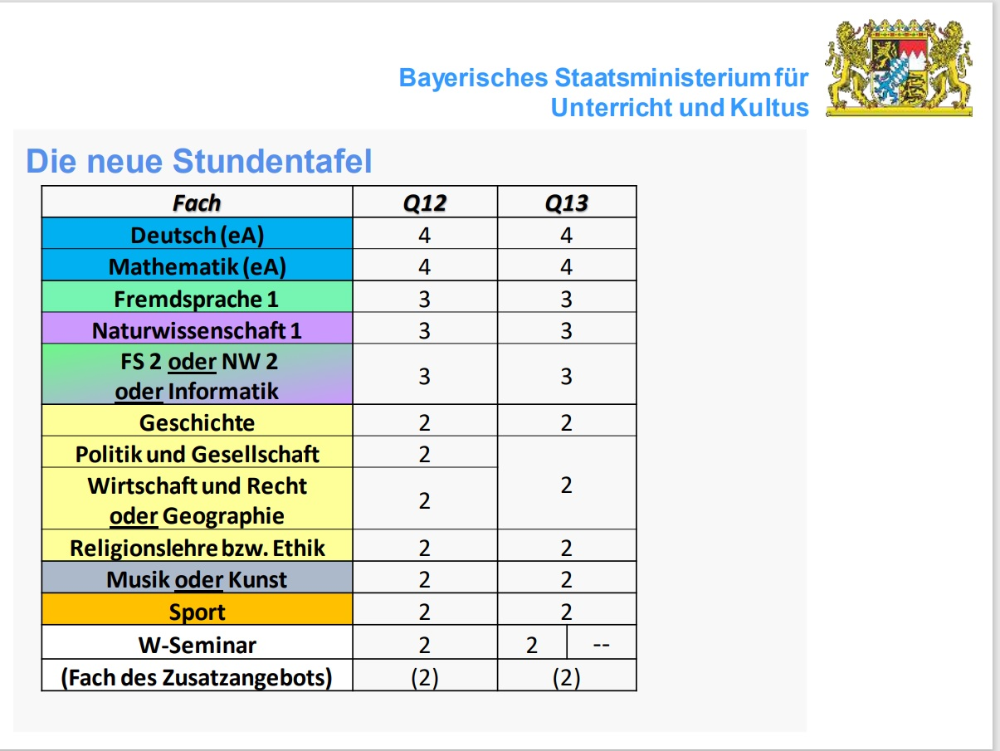 Bayerisches Staatsministerium für
Unterricht und Kultus
Die neue Stundentafel
Fach Q12 Q13
Deutsch (eA) 4 4
Mathematik (eA) 4 4
Fremdsprache 1 3 3
Naturwissenschaft 1 3 3
FS 2 oder NW 2
oder Informatik 3 3
Geschichte 2 2
Politik und Gesellschaft 2
Wirtschaft und Recht
oder Geographie 2 2
Religionslehre bzw. Ethik 2 2
Musik oder Kunst 2 2
Sport 2 2
W-Seminar 2 2 --
(Fach des Zusatzangebots) (2) (2)